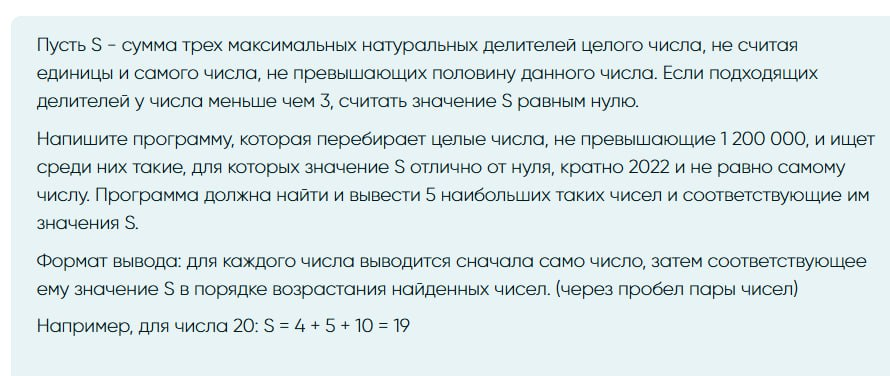 Пусть S - сумма трех максимальных натуральных делителей целого числа, не считая
единицы и самого числа, не превышающих половину данного числа. Если подходящих
делителей у числа меньше чем 3, считать значение S равным нулю.
Напишите программу, которая перебирает целые числа, не превышающие 1 200 000, и ищет
среди них такие, для которых значение S отлично от нуля, кратно 2022 и не равно самому
числу. Программа должна найти и вывести 5 наибольших таких чисел и соответствующие им
значения S.
Формат вывода: для каждого числа выводится сначала само число, затем соответствующее
ему значение S в порядке возрастания найденных чисел. (через пробел пары чисел)
Например, для числа 20: S = 4 + 5 + 10 = 19